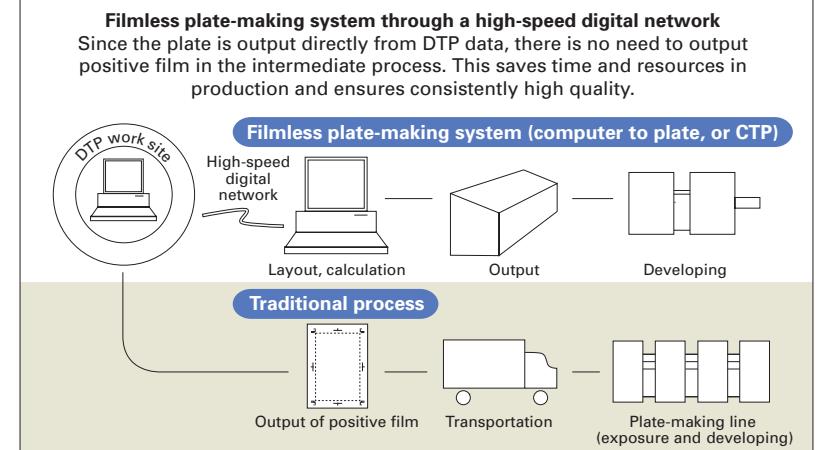 Filmless plate-making system through a high-speed digital network
Since the plate is output directly from DTP data, there is no need to output
positive film in the intermediate process. This saves time and resources in
production and ensures consistently high quality.
Filmless plate-making system (computer to plate, or CTP)
DTP work site
High-speed
digital
network
Layout, calculation
Output
Developing
Traditional process
Output of positive film
Transportation
Plate-making line
(exposure and developing)